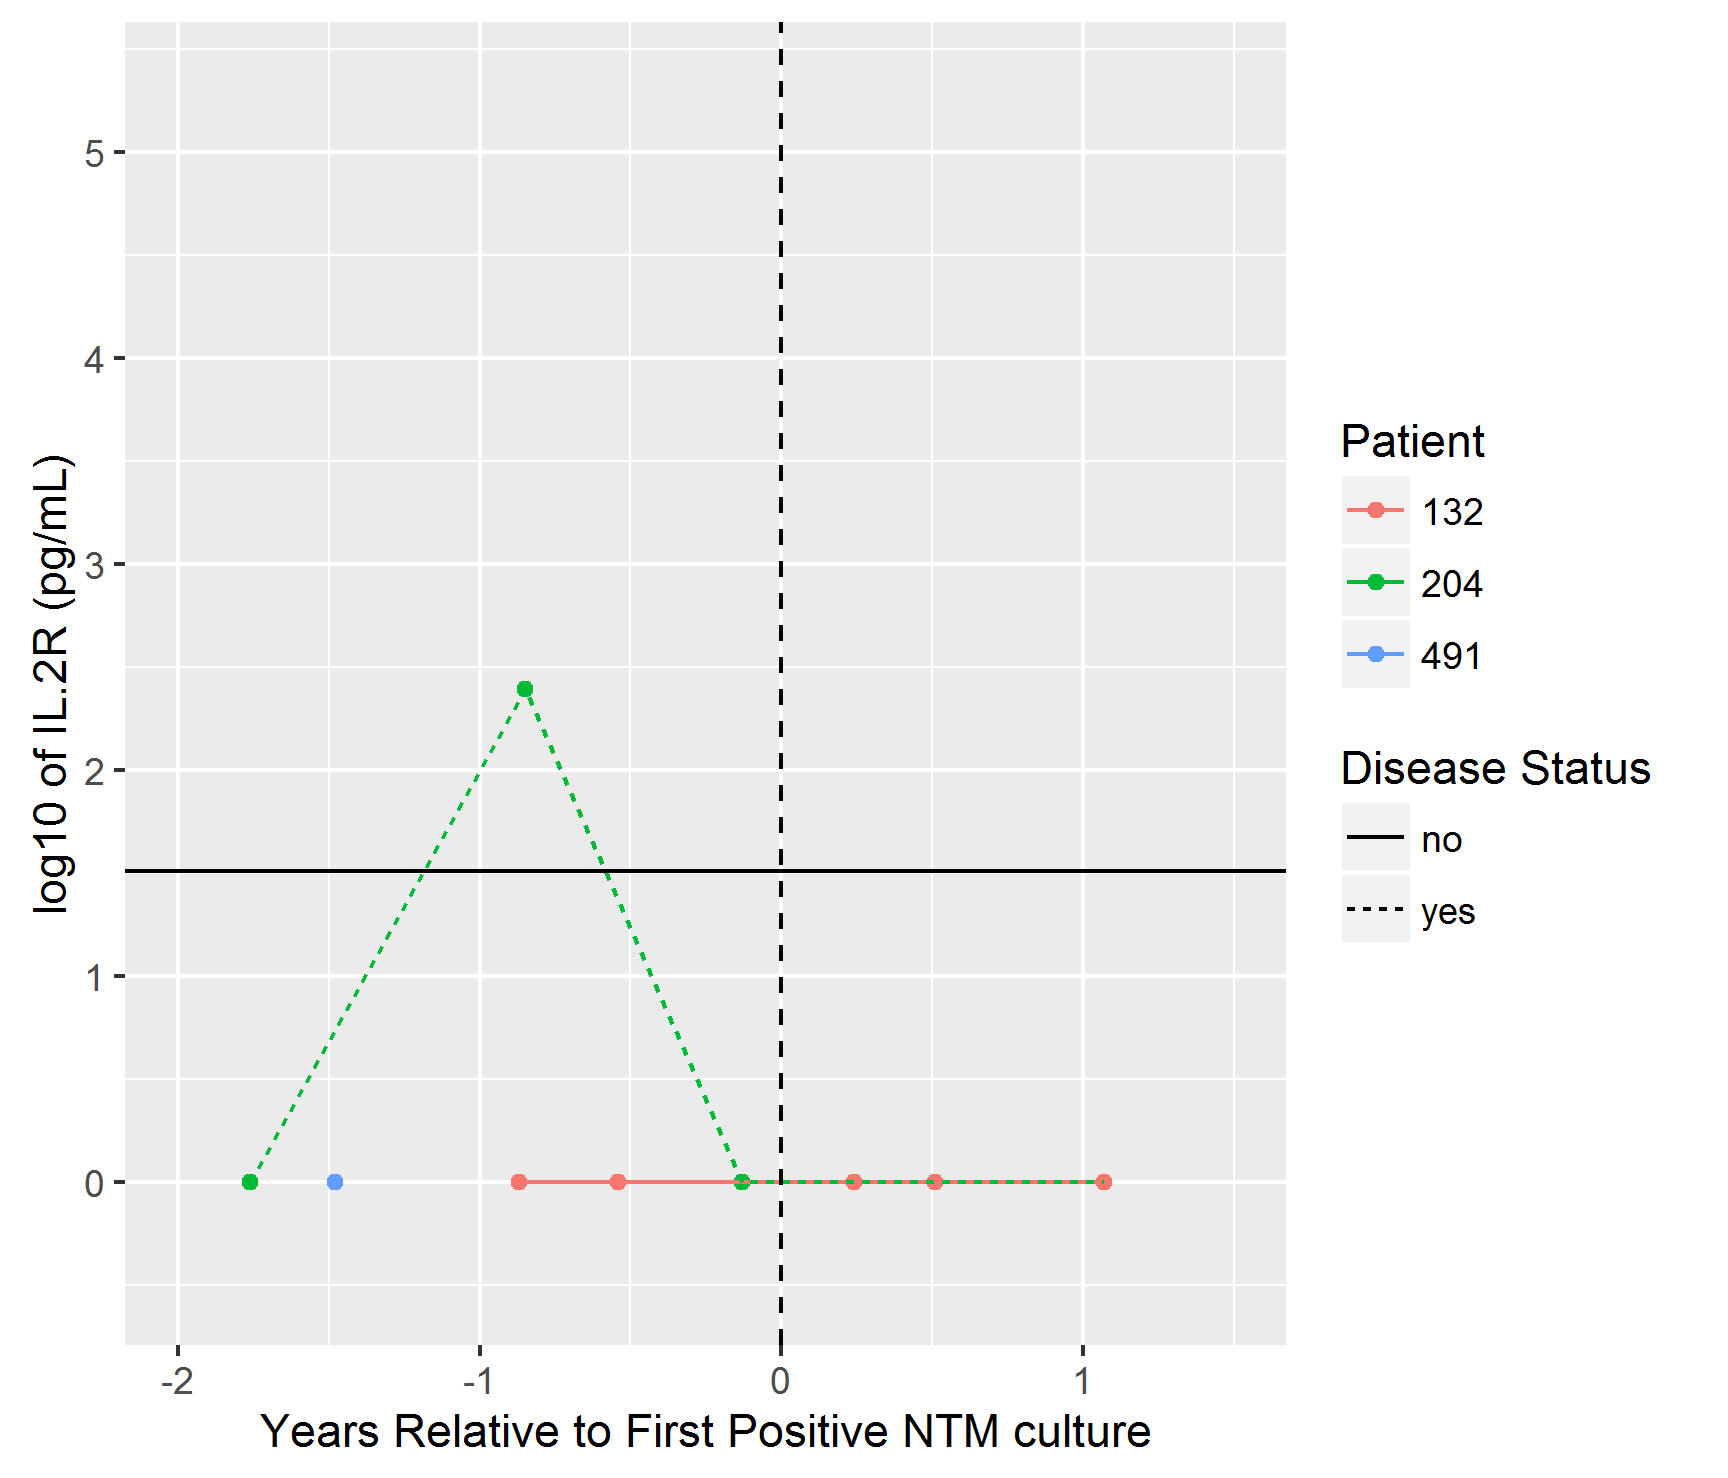 log10 of IL.2R (pg/mL)
5
4
3
2
1
0
-2
-1
0
1
Years Relative to First Positive NTM culture
Patient
132
204
491
Disease Status
no
yes